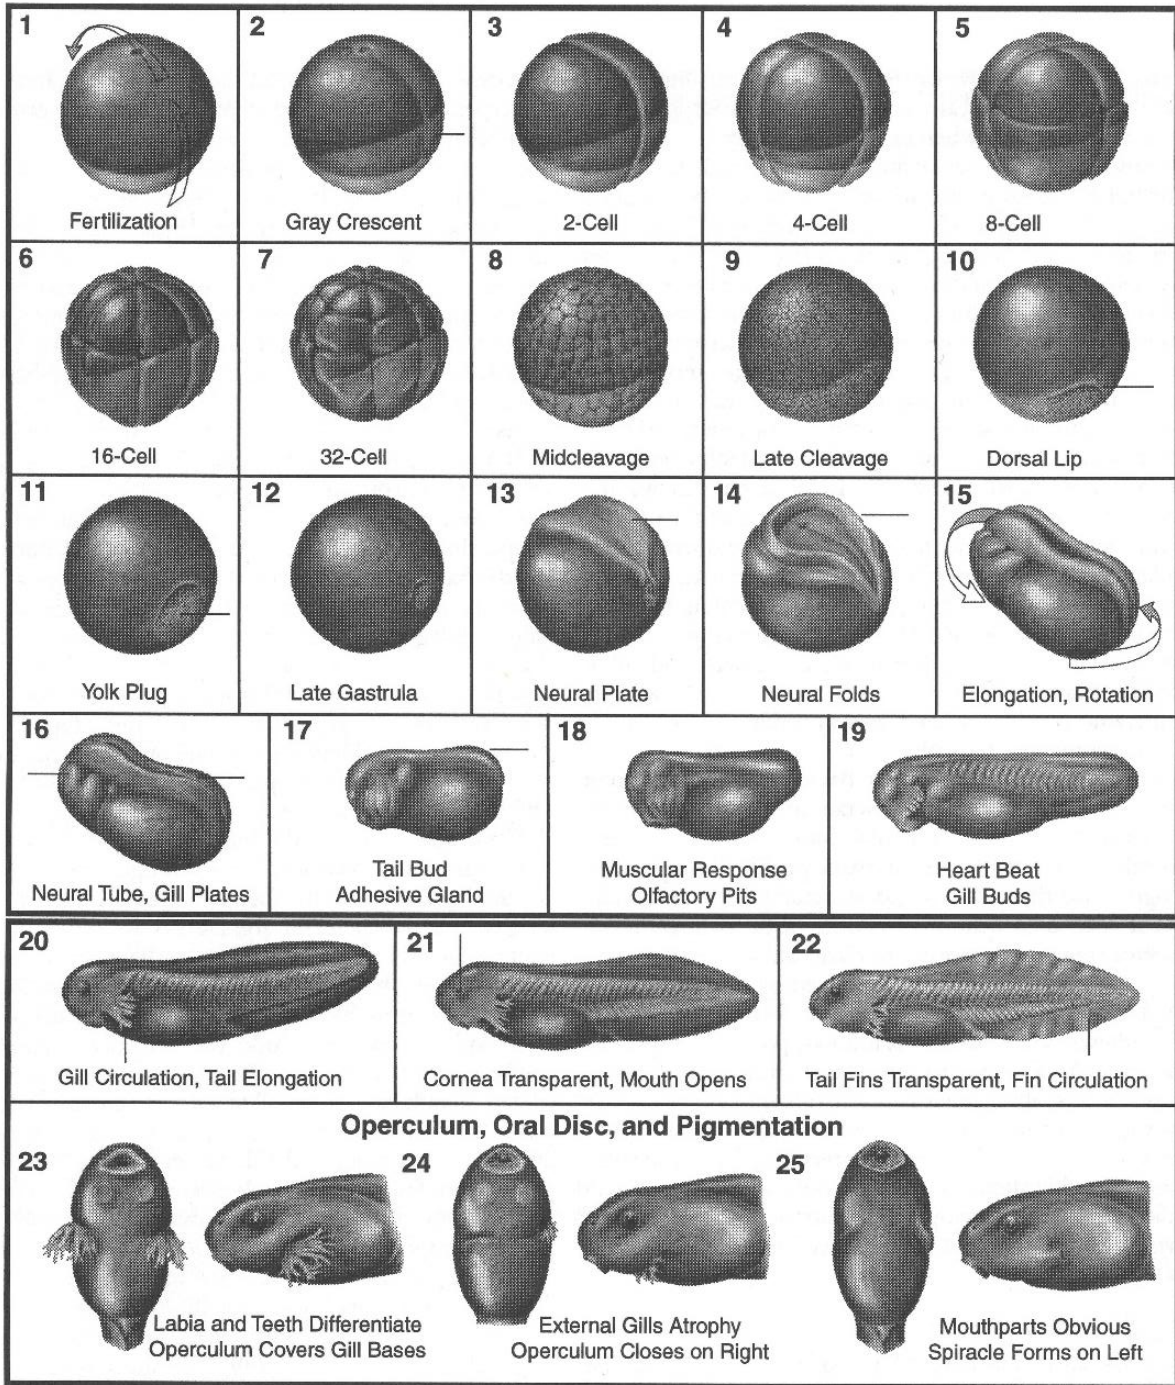 1
Fertilization
2
Gray Crescent
3
2-Cell
4
4-Cell
5
8-Cell
6
16-Cell
7
32-Cell
8
Midcleavage
9
Late Cleavage
10
Dorsal Lip
11
Yolk Plug
12
Late Gastrula
13
Neural Plate
14
Neural Folds
15
Elongation, Rotation
16
Neural Tube, Gill Plates
17
Tail Bud
Adhesive Gland
18
Muscular Response
Olfactory Pits
19
Heart Beat
Gill Buds
20
Gill Circulation, Tail Elongation
21
Cornea Transparent, Mouth Opens
22
Tail Fins Transparent, Fin Circulation
Operculum, Oral Disc, and Pigmentation
23
Labia and Teeth Differentiate
Operculum Covers Gill Bases
24
External Gills Atrophy
Operculum Closes on Right
25
Mouthparts Obvious
Spiracle Forms on Left